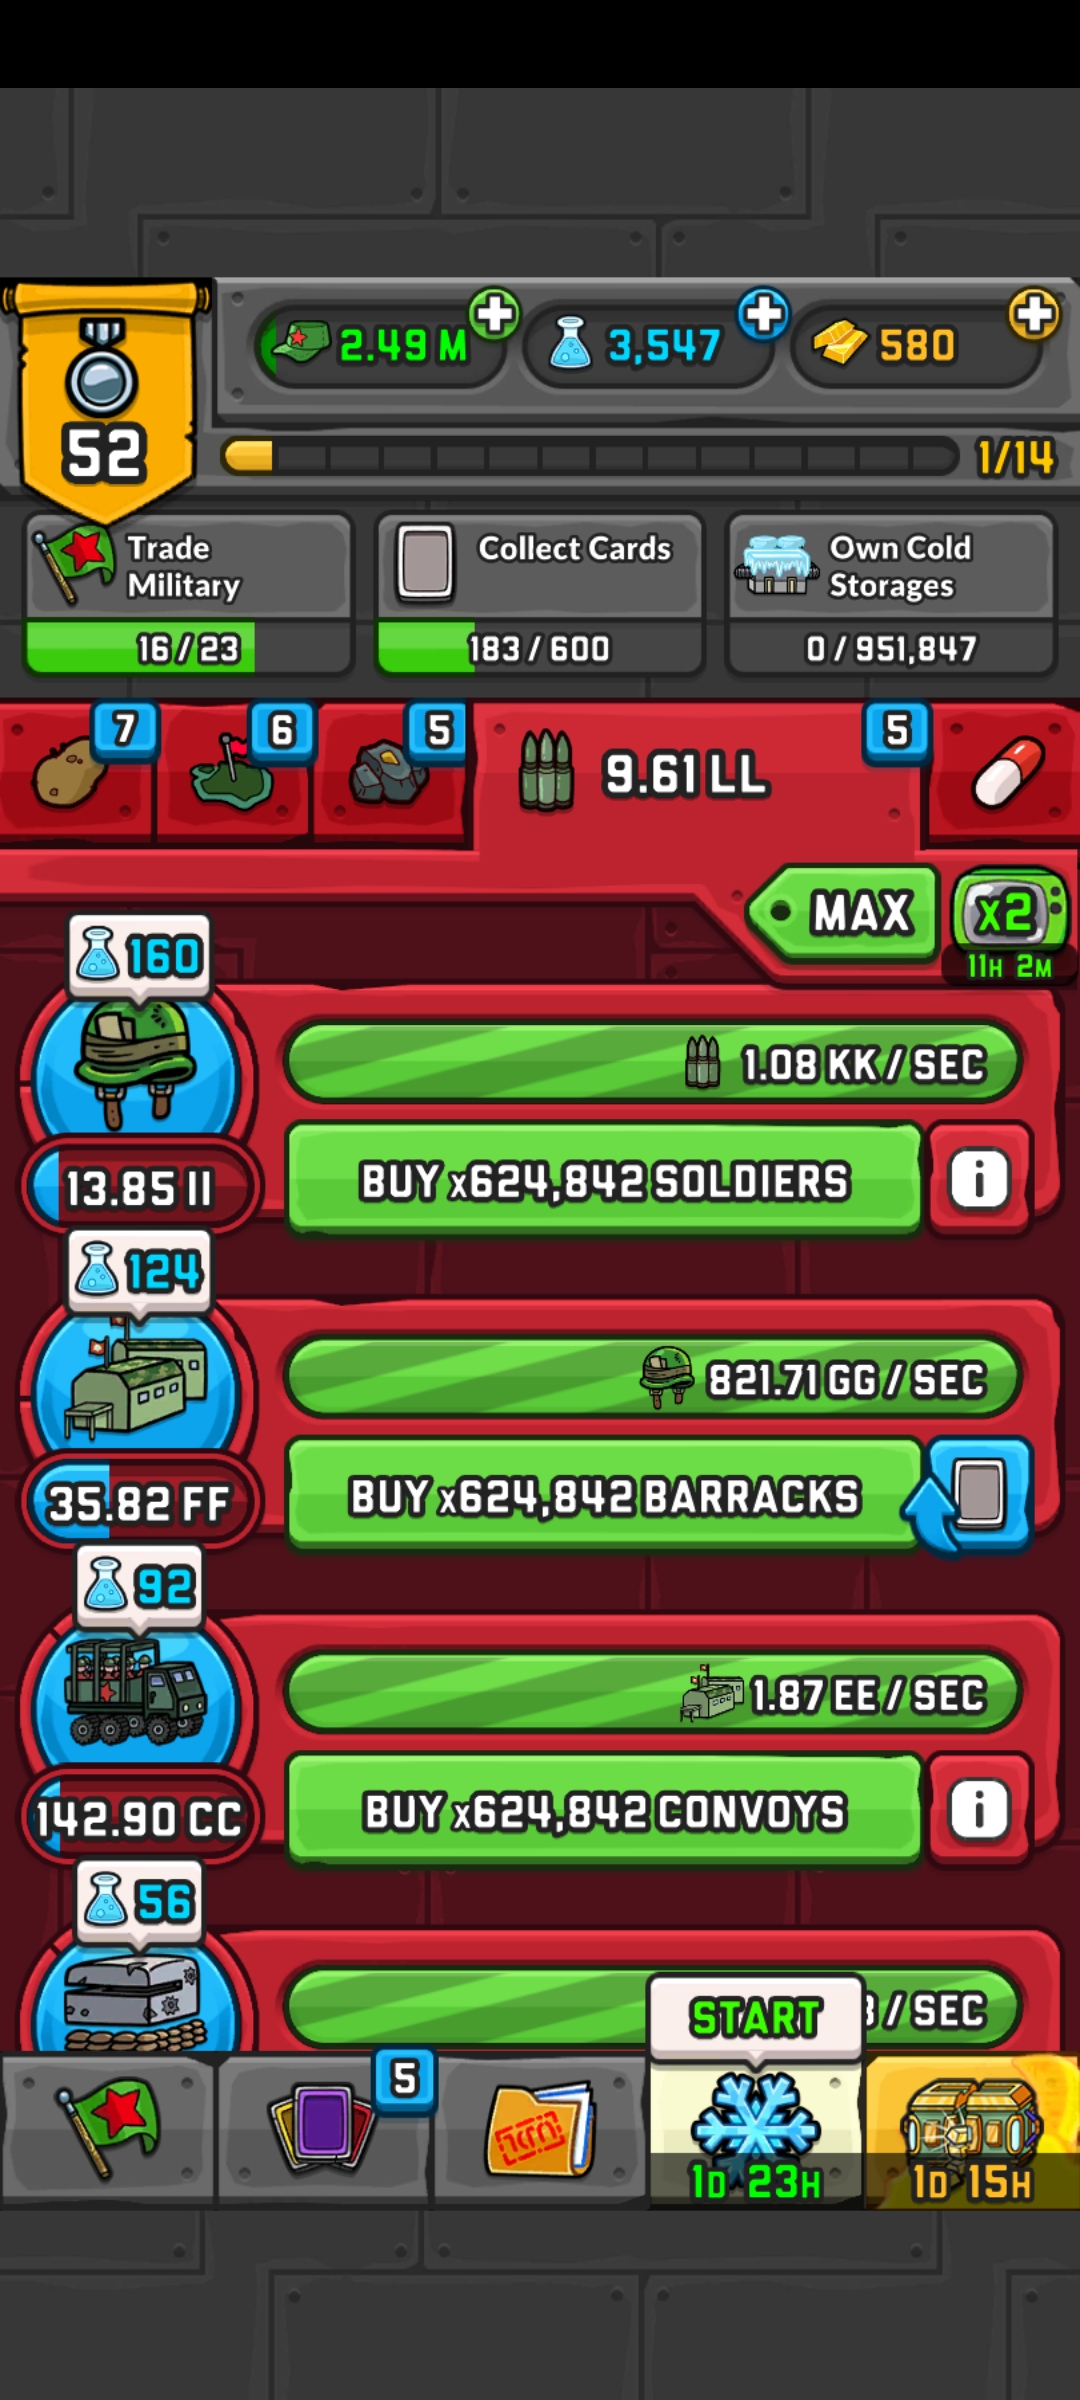 2.49 M
3,547
580
52
1/14
Trade
Military
16/23
Collect Cards
183/600
Own Cold
Storages
0/951,847
7
6
5
9.61 LL
5
MAX
x2
11H 2M
160
1.08 KK/SEC
BUY x624,842 SOLDIERS
i
13.85 II
124
821.71 GG/SEC
BUY x624,842 BARRACKS
35.82 FF
92
1.87 EE/SEC
BUY x624,842 CONVOYS
i
142.90 CC
56
/SEC
START
5
1D 23H
1D 15H